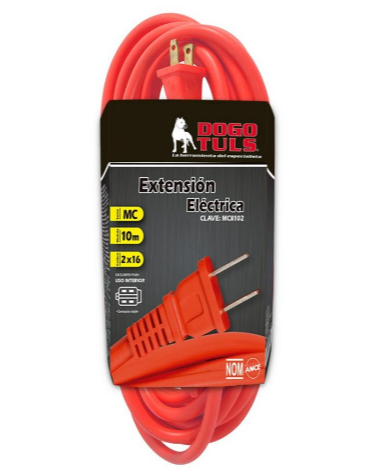 DOGO
TULS
La herramienta del especialista
Extensión
Eléctrica
CLAVE: MC8102
MC
10m
2x16
USO INTERIOR
NOM
ANCE